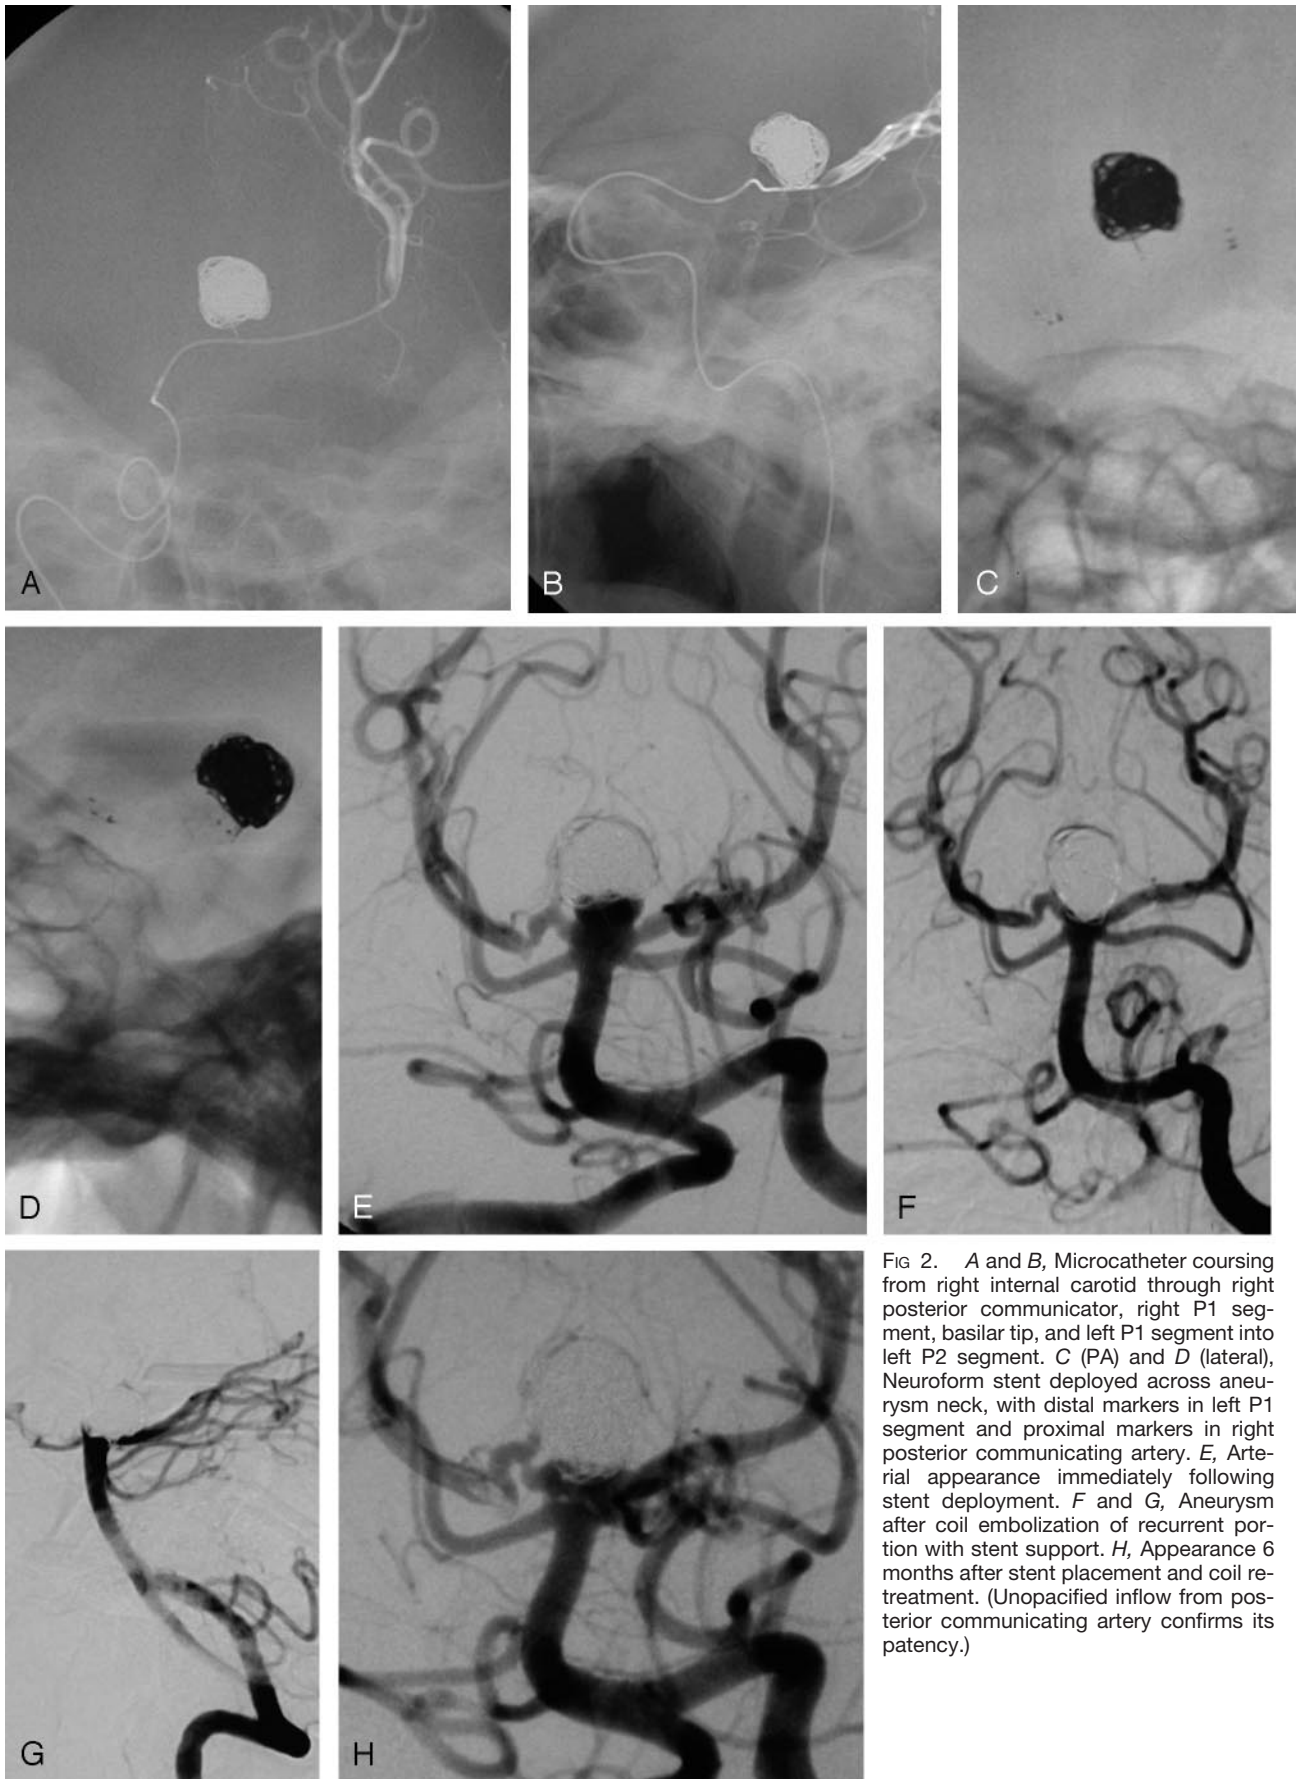 A
B
C
D
E
F
G
H
FIG 2. A and B, Microcatheter coursing
from right internal carotid through right
posterior communicator, right P1 seg-
ment, basilar tip, and left P1 segment into
left P2 segment. C (PA) and D (lateral),
Neuroform stent deployed across aneu-
rysm neck, with distal markers in left P1
segment and proximal markers in right
posterior communicating artery. E, Arte-
rial appearance immediately following
stent deployment. F and G, Aneurysm
after coil embolization of recurrent por-
tion with stent support. H, Appearance 6
months after stent placement and coil re-
treatment. (Unopacified inflow from pos-
terior communicating artery confirms its
patency.)